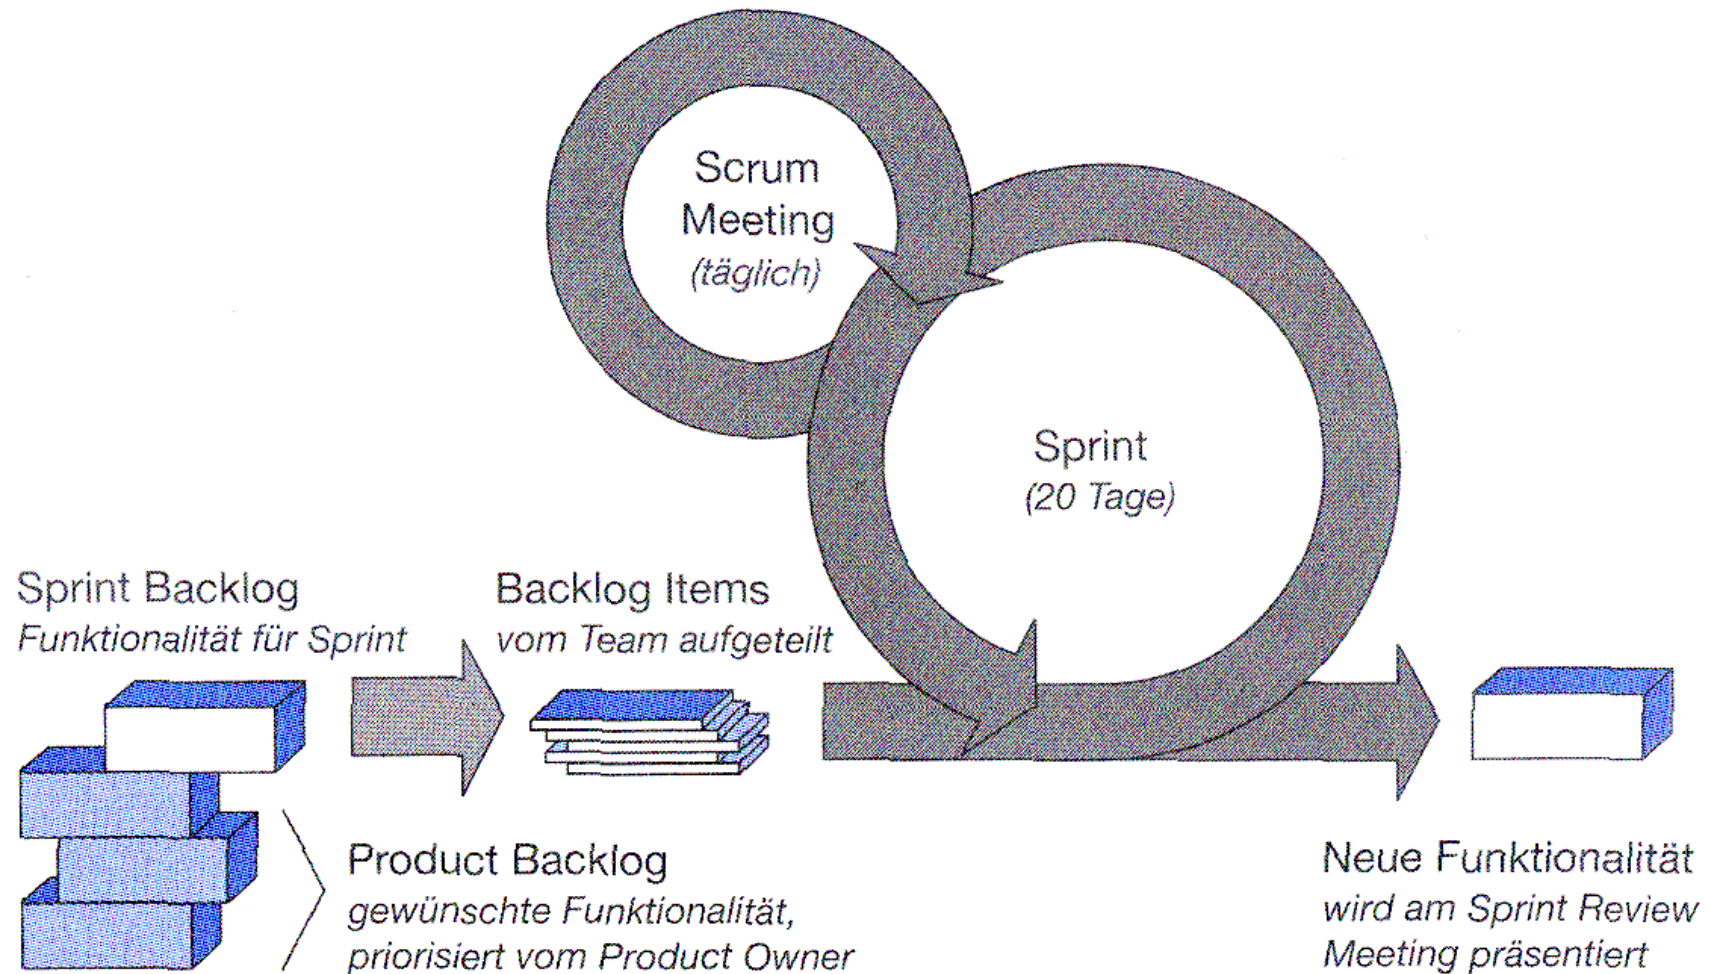 Scrum
Meeting
(täglich)
Sprint
(20 Tage)
Sprint Backlog
Funktionalität für Sprint
Backlog Items
vom Team aufgeteilt
Product Backlog
gewünschte Funktionalität,
priorisiert vom Product Owner
Neue Funktionalität
wird am Sprint Review
Meeting präsentiert